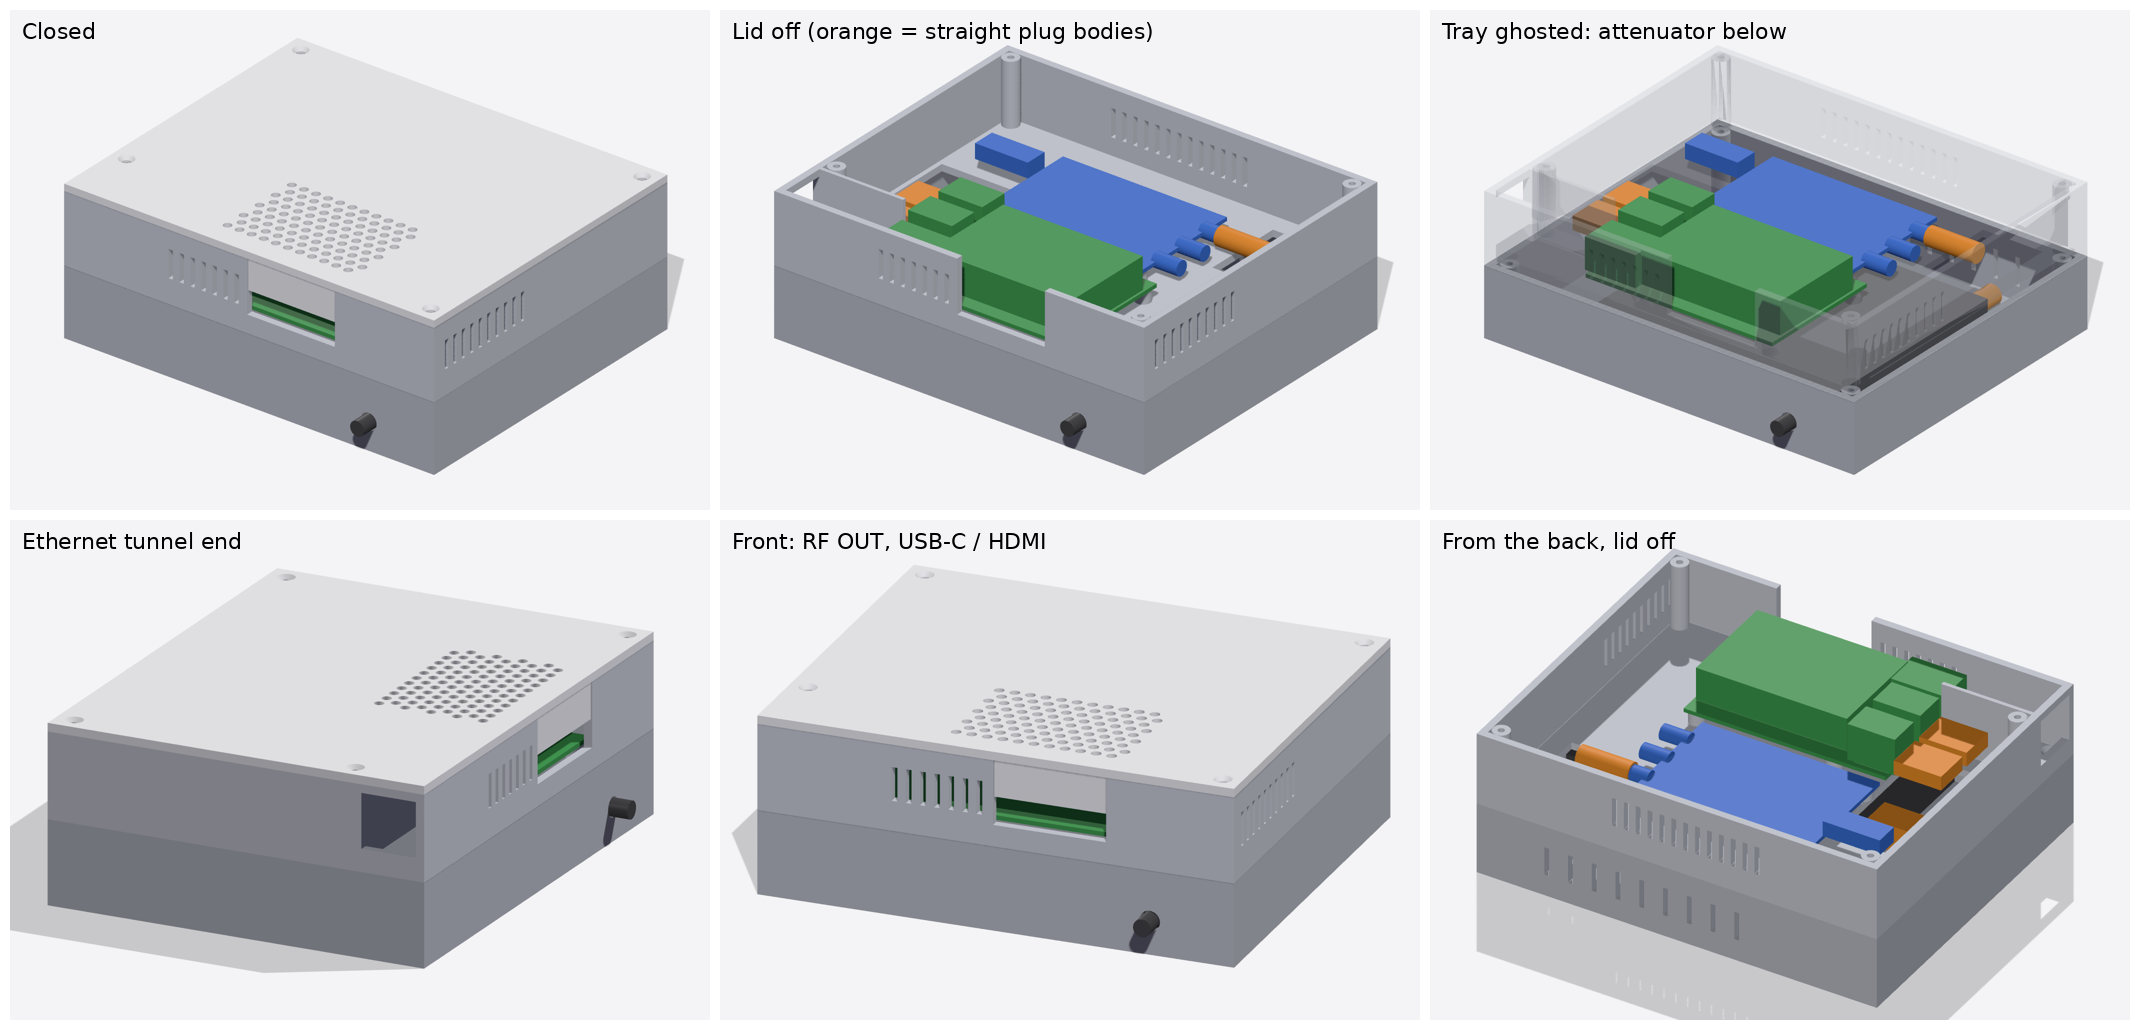 Closed
Lid off (orange = straight plug bodies)
Tray ghosted: attenuator below
Ethernet tunnel end
Front: RF OUT, USB-C / HDMI
From the back, lid off